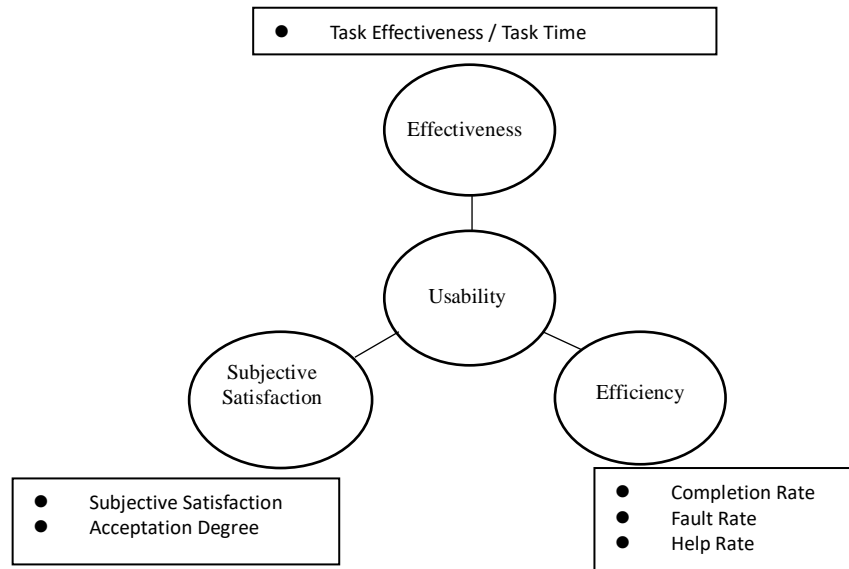 ● Task Effectiveness / Task Time
Effectiveness
Usability
Subjective
Satisfaction
Efficiency
● Subjective Satisfaction
● Acceptation Degree
● Completion Rate
● Fault Rate
● Help Rate